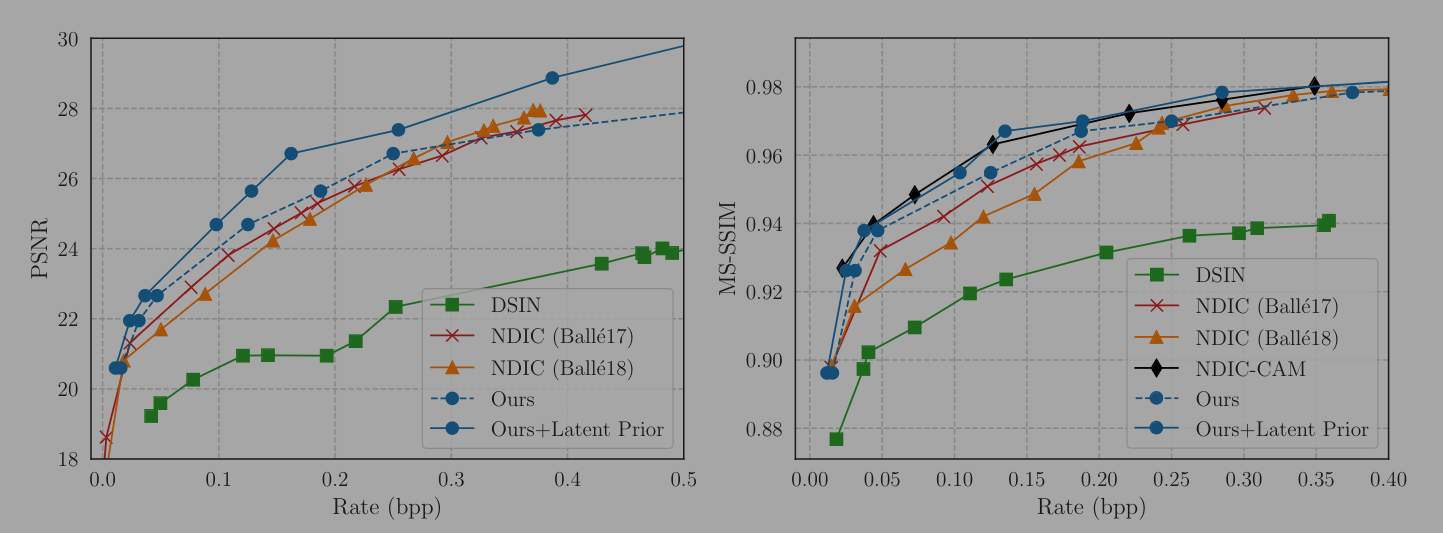 30
28
26
24
22
20
18
PSNR
0.0 0.1 0.2 0.3 0.4 0.5
Rate (bpp)
DSIN
NDIC (Ballé17)
NDIC (Ballé18)
Ours
Ours+Latent Prior
0.98
0.96
0.94
0.92
0.90
0.88
MS-SSIM
0.00 0.05 0.10 0.15 0.20 0.25 0.30 0.35 0.40
Rate (bpp)
DSIN
NDIC (Ballé17)
NDIC (Ballé18)
NDIC-CAM
Ours
Ours+Latent Prior